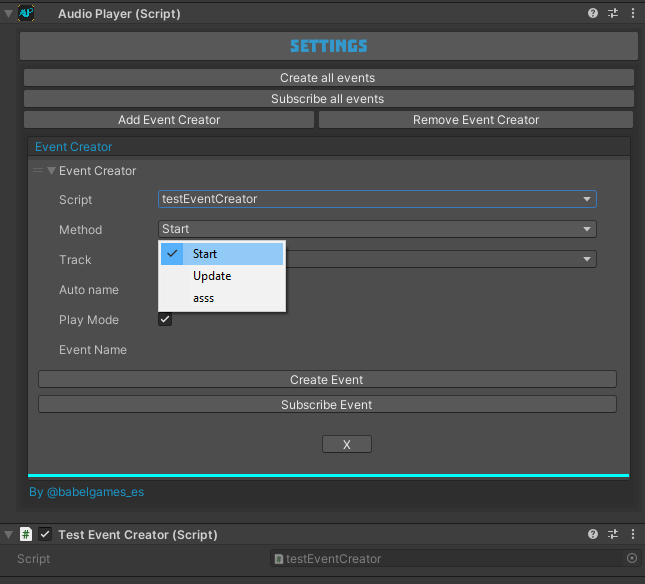 Audio Player (Script)
SETTINGS
Create all events
Subscribe all events
Add Event Creator
Remove Event Creator
Event Creator
Event Creator
Script
testEventCreator
Method
Start
Start
Track
Update
Auto name
asss
Play Mode
Event Name
Create Event
Subscribe Event
X
By @babelgames_es
# Test Event Creator (Script)
Script
# testEventCreator